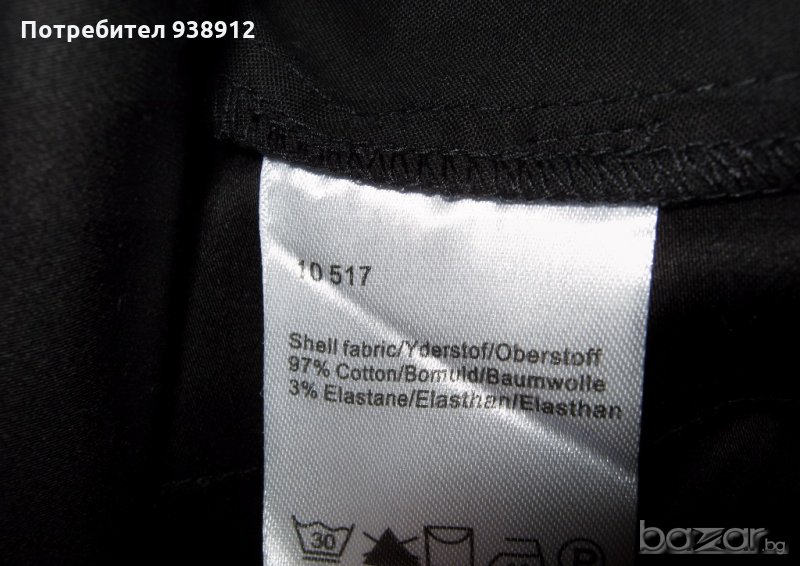 Потребител 938912
10 517
Shell fabric/Yderstof/Oberstoff
97% Cotton/Bomuld/Baumwolle
3% Elastane/Elasthan/Elasthan
30
P
bazar.bg